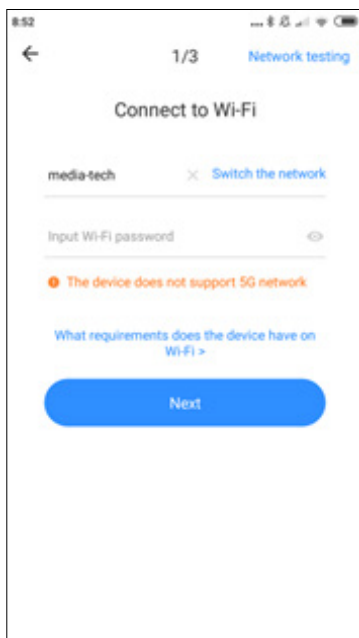 8:52
1/3
Network testing
Connect to Wi-Fi
media-tech
Switch the network
Input Wi-Fi password
The device does not support 5G network
What requirements does the device have on
Wi-Fi >
Next